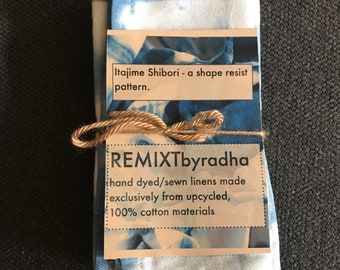 Itajime Shibori - a shape resist
pattern.
REMIXTbyradha
hand dyed/sewn linens made
exclusively from upcycled,
100% cotton materials